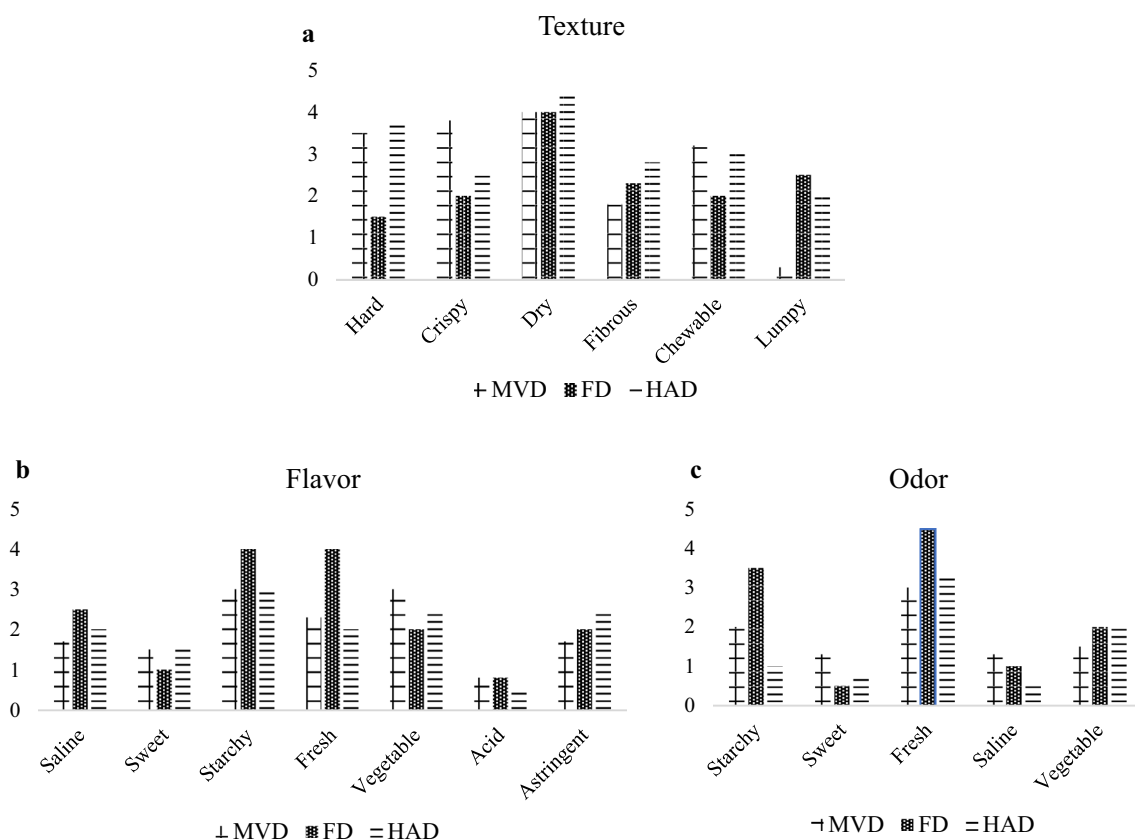 a
Texture
5
4
3
2
1
0
Hard
Crispy
Dry
Fibrous
Chewable
Lumpy
MVD FD HAD
b
Flavor
5
4
3
2
1
0
Saline
Sweet
Starchy
Fresh
Vegetable
Acid
Astringent
MVD FD HAD
c
Odor
5
4
3
2
1
0
Starchy
Sweet
Fresh
Saline
Vegetable
MVD FD HAD